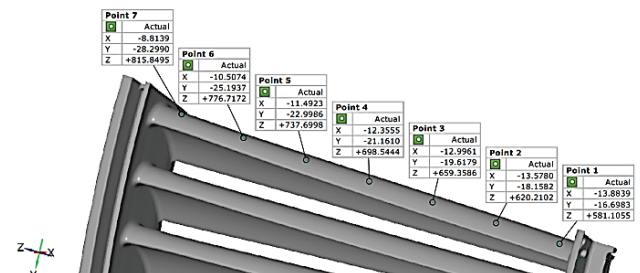 Point 7
Actual
X -8.8139
Y -28.2990
Z +815.8495
Point 6
Actual
X -10.5074
Y -25.1937
Z +776.7172
Point 5
Actual
X -11.4923
Y -22.9986
Z +737.6998
Point 4
Actual
X -12.3555
Y -21.1610
Z +698.5444
Point 3
Actual
X -12.9961
Y -19.6179
Z +659.3586
Point 2
Actual
X -13.5780
Y -18.1582
Z +620.2102
Point 1
Actual
X -13.8839
Y -16.6983
Z +581.1055
Z X
Y